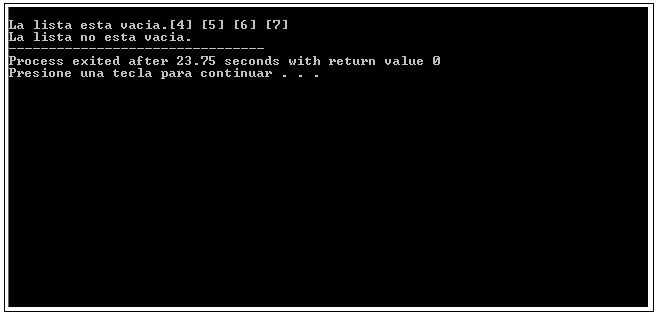 La lista esta vacia.[4] [5] [6] [7]
La lista no esta vacia.
--------------------------------
Process exited after 23.75 seconds with return value 0
Presione una tecla para continuar . . .